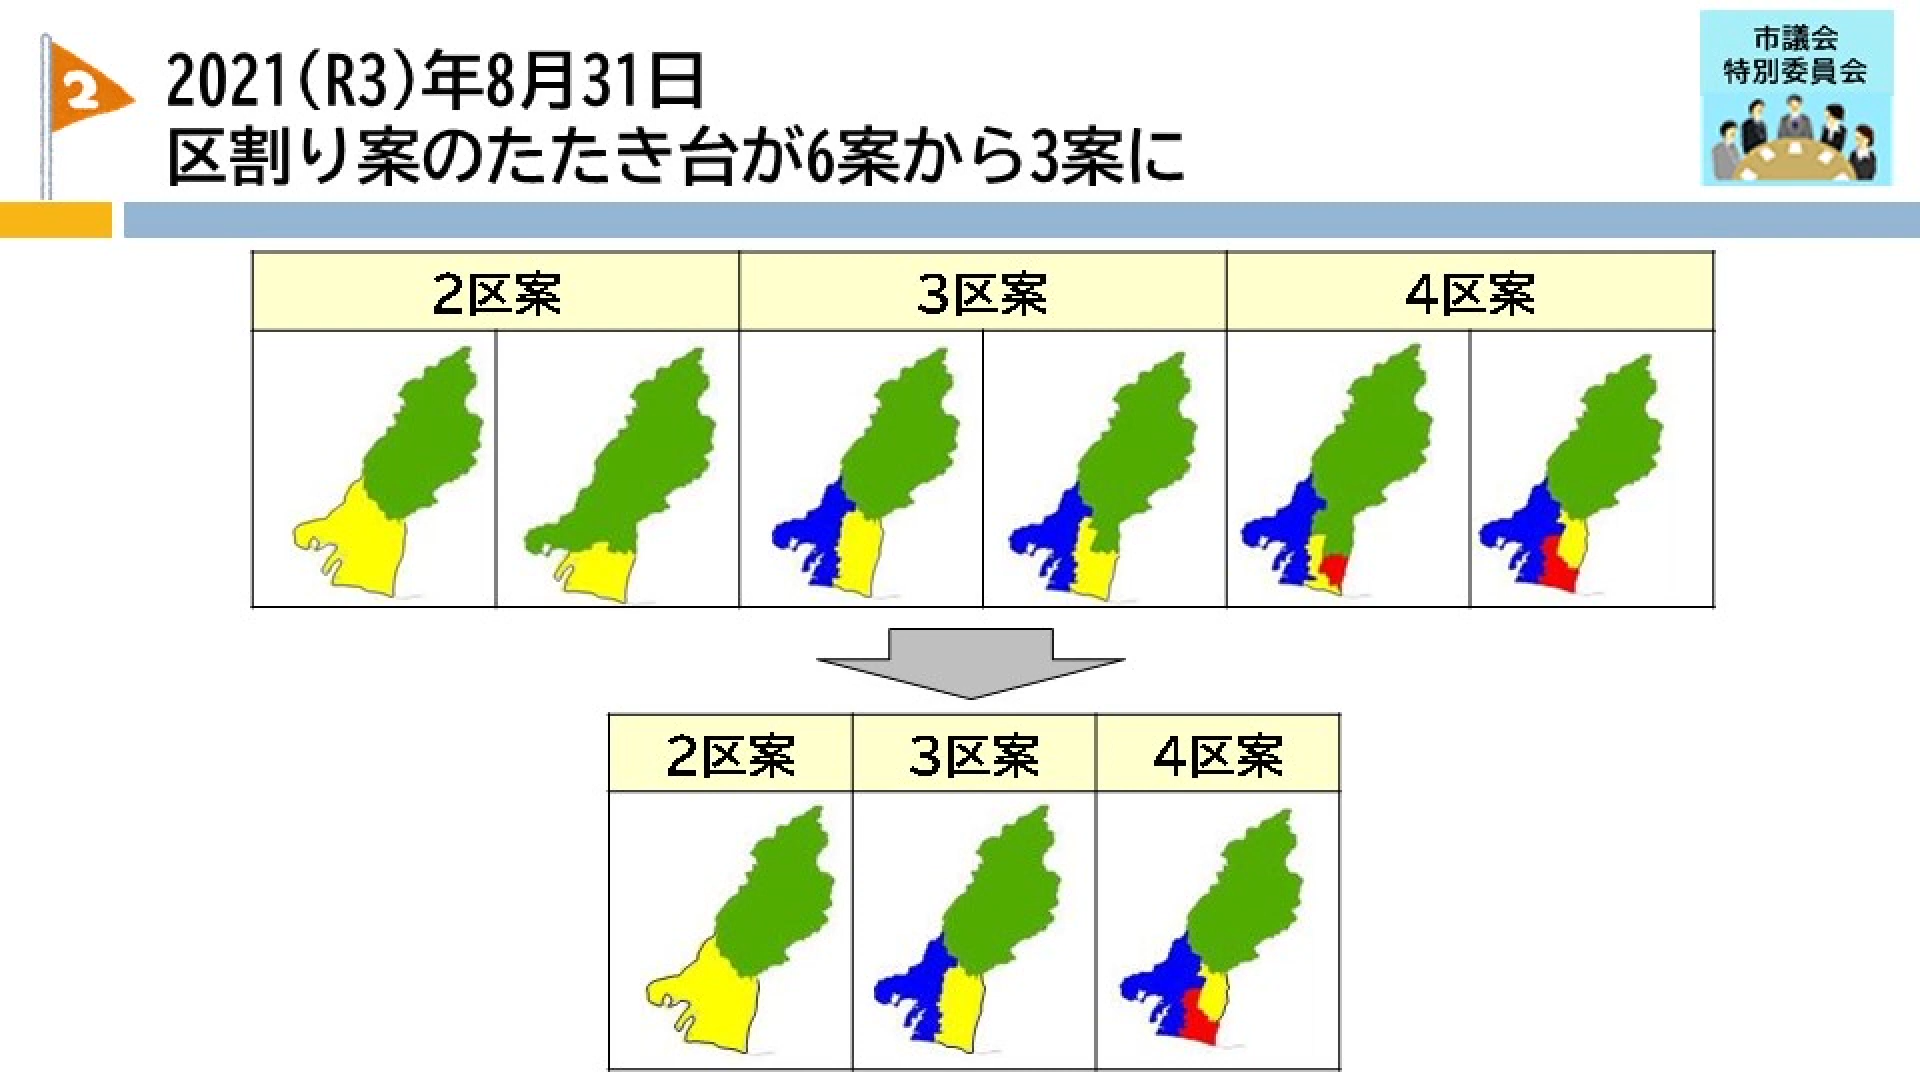 2
2021(R3)年8月31日
区割り案のたたき台が6案から3案に
市議会
特別委員会
2区案
3区案
4区案
2区案
3区案
4区案